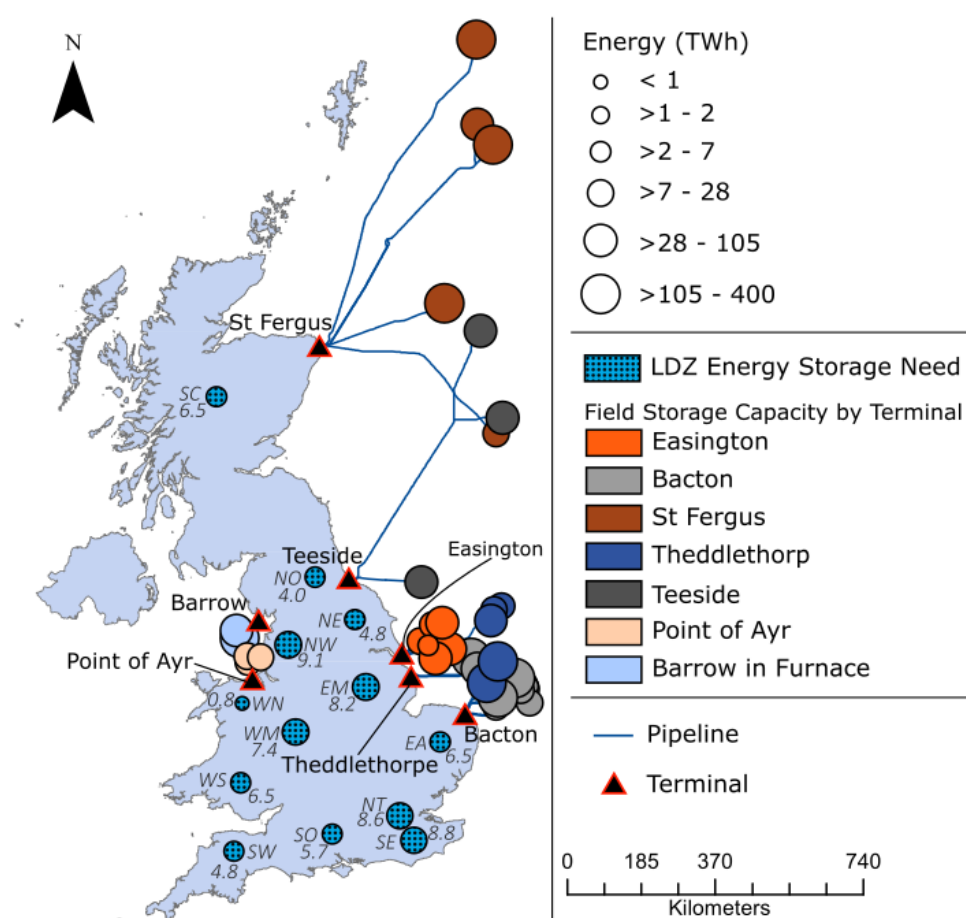 N
St Fergus
SC
6.5
Teeside
Easington
NO
4.0
Barrow
NE
4.8
NW
9.1
Point of Ayr
EM
8.2
0.8 WN
WM
7.4
Bacton
EA
6.5
Theddlethorpe
WS
6.5
NT
8.6
SO
5.7
SE
8.8
SW
4.8
Energy (TWh)
< 1
>1 - 2
>2 - 7
>7 - 28
>28 - 105
>105 - 400
LDZ Energy Storage Need
Field Storage Capacity by Terminal
Easington
Bacton
St Fergus
Theddlethorp
Teeside
Point of Ayr
Barrow in Furnace
Pipeline
Terminal
0 185 370 740
Kilometers